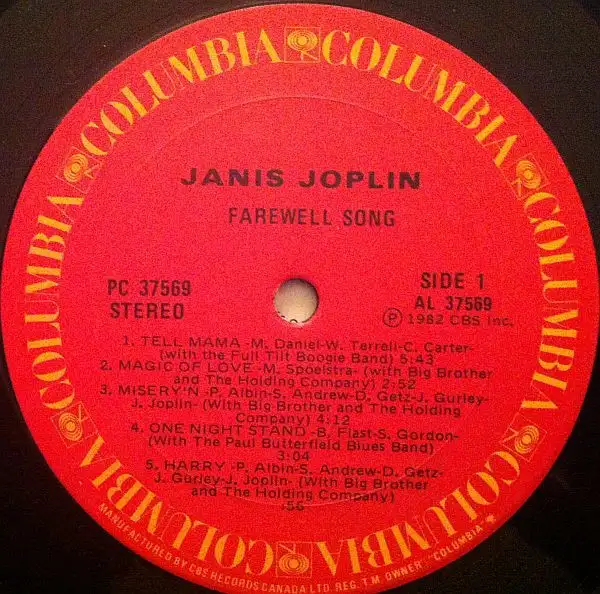 COLUMBIA COLUMBIA COLUMBIA COLUMBIA COLUMBIA COLUMBIA
JANIS JOPLIN
FAREWELL SONG
PC 37569
STEREO
SIDE 1
AL 37569
Ⓟ 1982 CBS Inc.
1. TELL MAMA -M. Daniel-W. Terrell-C. Carter-
(with the Full Tilt Boogie Band) 5:43
2. MAGIC OF LOVE -M. Spoelstra- (with Big Brother
and The Holding Company) 2:52
3. MISERY'N -P. Albin-S. Andrew-D. Getz-J. Gurley-
J. Joplin- (With Big Brother and The Holding
Company) 4:12
4. ONE NIGHT STAND -B. Flast-S. Gordon-
(With The Paul Butterfield Blues Band)
3:04
5. HARRY -P. Albin-S. Andrew-D. Getz-
J. Gurley-J. Joplin- (With Big Brother
and The Holding Company)
:56
MANUFACTURED BY CBS RECORDS CANADA LTD. REG. T.M. OWNER "COLUMBIA"